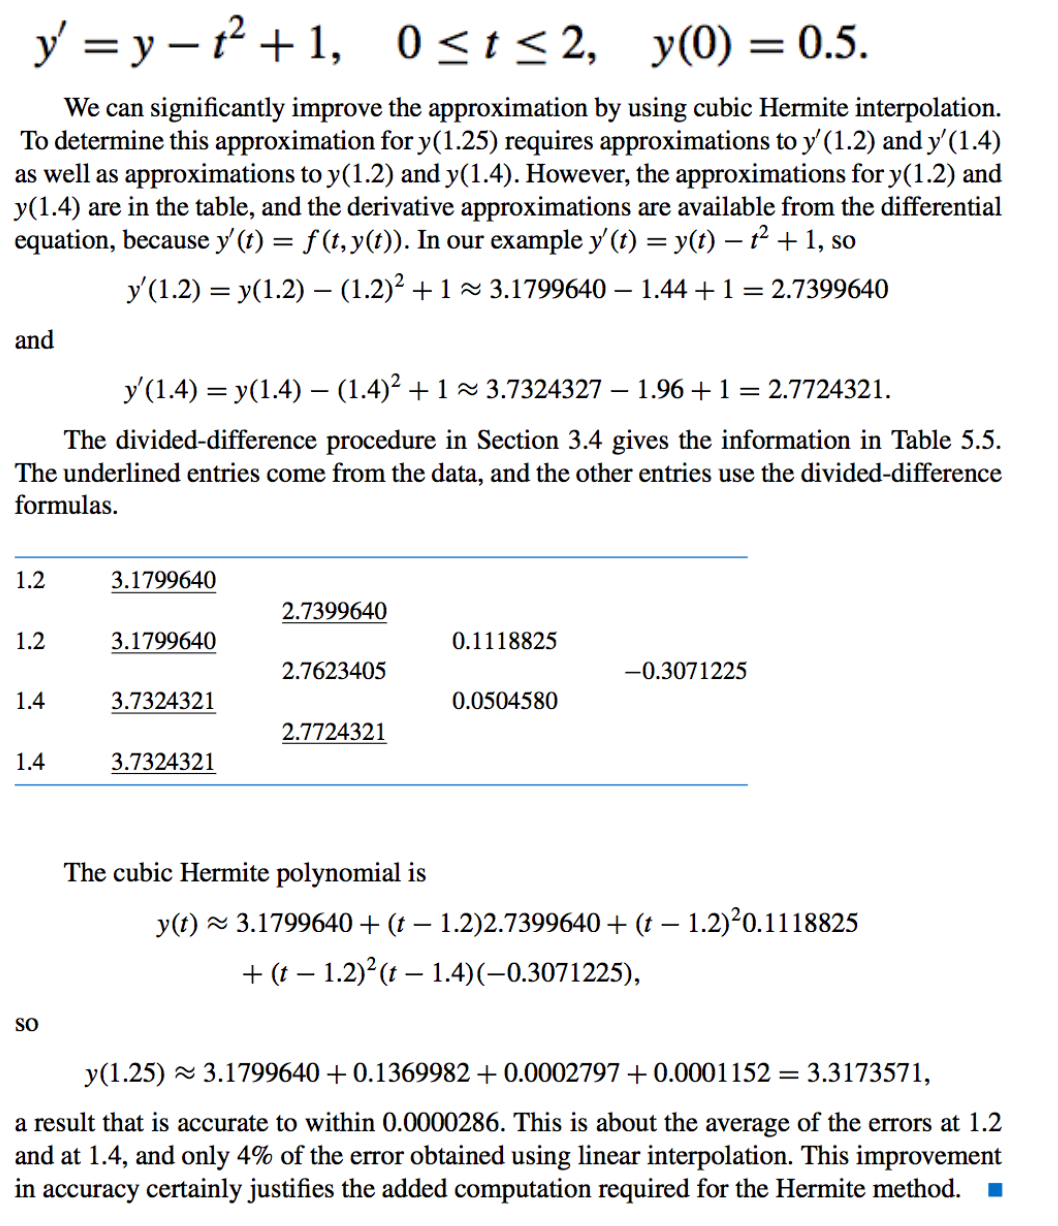 y′ = y − t² + 1, 0 ≤ t ≤ 2, y(0) = 0.5.
We can significantly improve the approximation by using cubic Hermite interpolation.
To determine this approximation for y(1.25) requires approximations to y′(1.2) and y′(1.4)
as well as approximations to y(1.2) and y(1.4). However, the approximations for y(1.2) and
y(1.4) are in the table, and the derivative approximations are available from the differential
equation, because y′(t) = f(t, y(t)). In our example y′(t) = y(t) − t² + 1, so
y′(1.2) = y(1.2) − (1.2)² + 1 ≈ 3.1799640 − 1.44 + 1 = 2.7399640
and
y′(1.4) = y(1.4) − (1.4)² + 1 ≈ 3.7324327 − 1.96 + 1 = 2.7724321.
The divided-difference procedure in Section 3.4 gives the information in Table 5.5.
The underlined entries come from the data, and the other entries use the divided-difference
formulas.
1.2 3.1799640
2.7399640
1.2 3.1799640 0.1118825
2.7623405 −0.3071225
1.4 3.7324321 0.0504580
2.7724321
1.4 3.7324321
The cubic Hermite polynomial is
y(t) ≈ 3.1799640 + (t − 1.2)2.7399640 + (t − 1.2)²0.1118825
+ (t − 1.2)²(t − 1.4)(−0.3071225),
so
y(1.25) ≈ 3.1799640 + 0.1369982 + 0.0002797 + 0.0001152 = 3.3173571,
a result that is accurate to within 0.0000286. This is about the average of the errors at 1.2
and at 1.4, and only 4% of the error obtained using linear interpolation. This improvement
in accuracy certainly justifies the added computation required for the Hermite method. ■